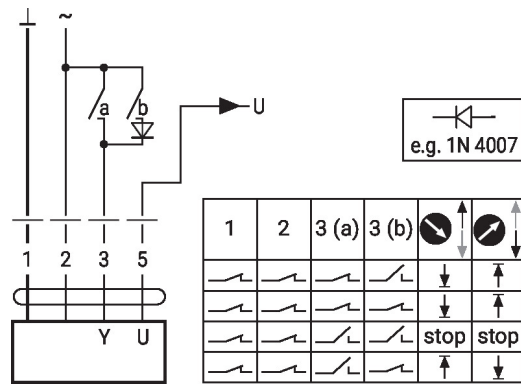 ~
a b
U
e.g. 1N 4007
1 2 3 5
Y U
1 2 3 (a) 3 (b)
stop stop